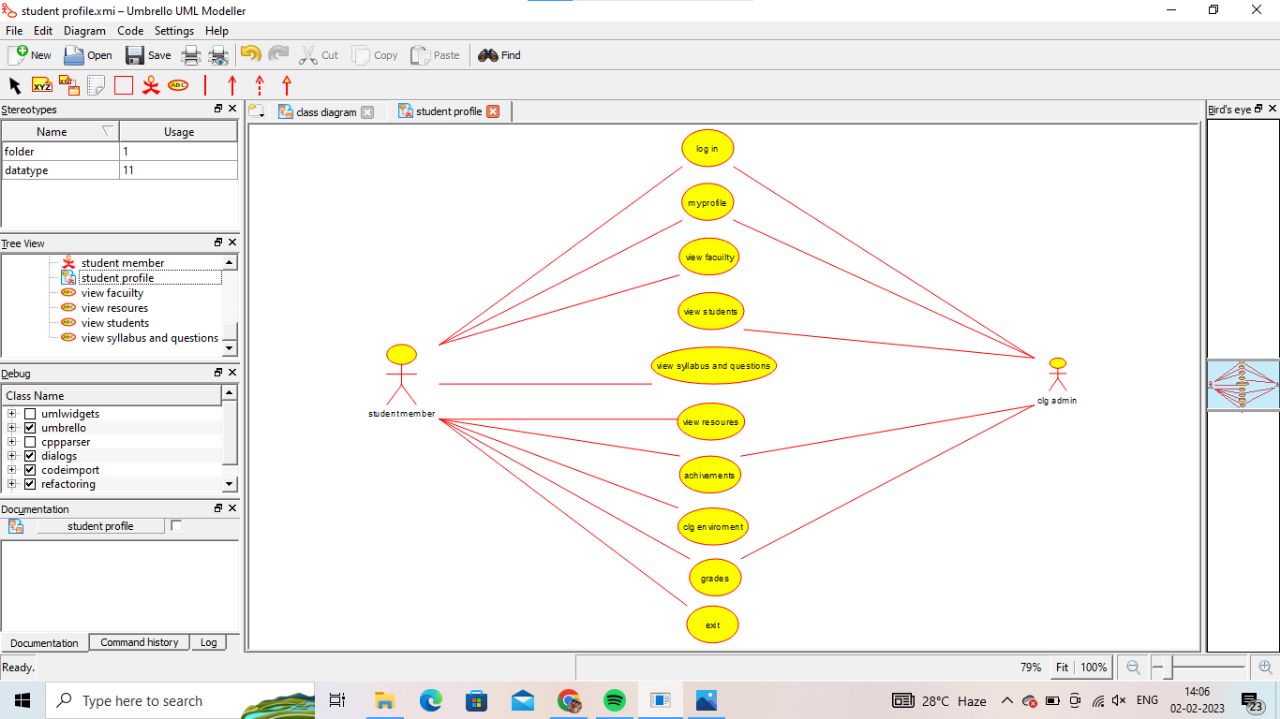 student profile.xmi – Umbrello UML Modeller
File Edit Diagram Code Settings Help
New Open Save Cut Copy Paste Find
XYZ ABC
Stereotypes
Name Usage
folder 1
datatype 11
Tree View
student member
student profile
view facuilty
view resoures
view students
view syllabus and questions
Debug
Class Name
umlwidgets
umbrello
cppparser
dialogs
codeimport
refactoring
Documentation
student profile
Documentation Command history Log
class diagram student profile
log in
myprofile
view facuilty
view students
view syllabus and questions
view resoures
achivements
clg enviroment
grades
exit
student member
clg admin
Bird's eye
Ready.
79% Fit 100%
Type here to search
28°C Haze
ENG
14:06
02-02-2023
23